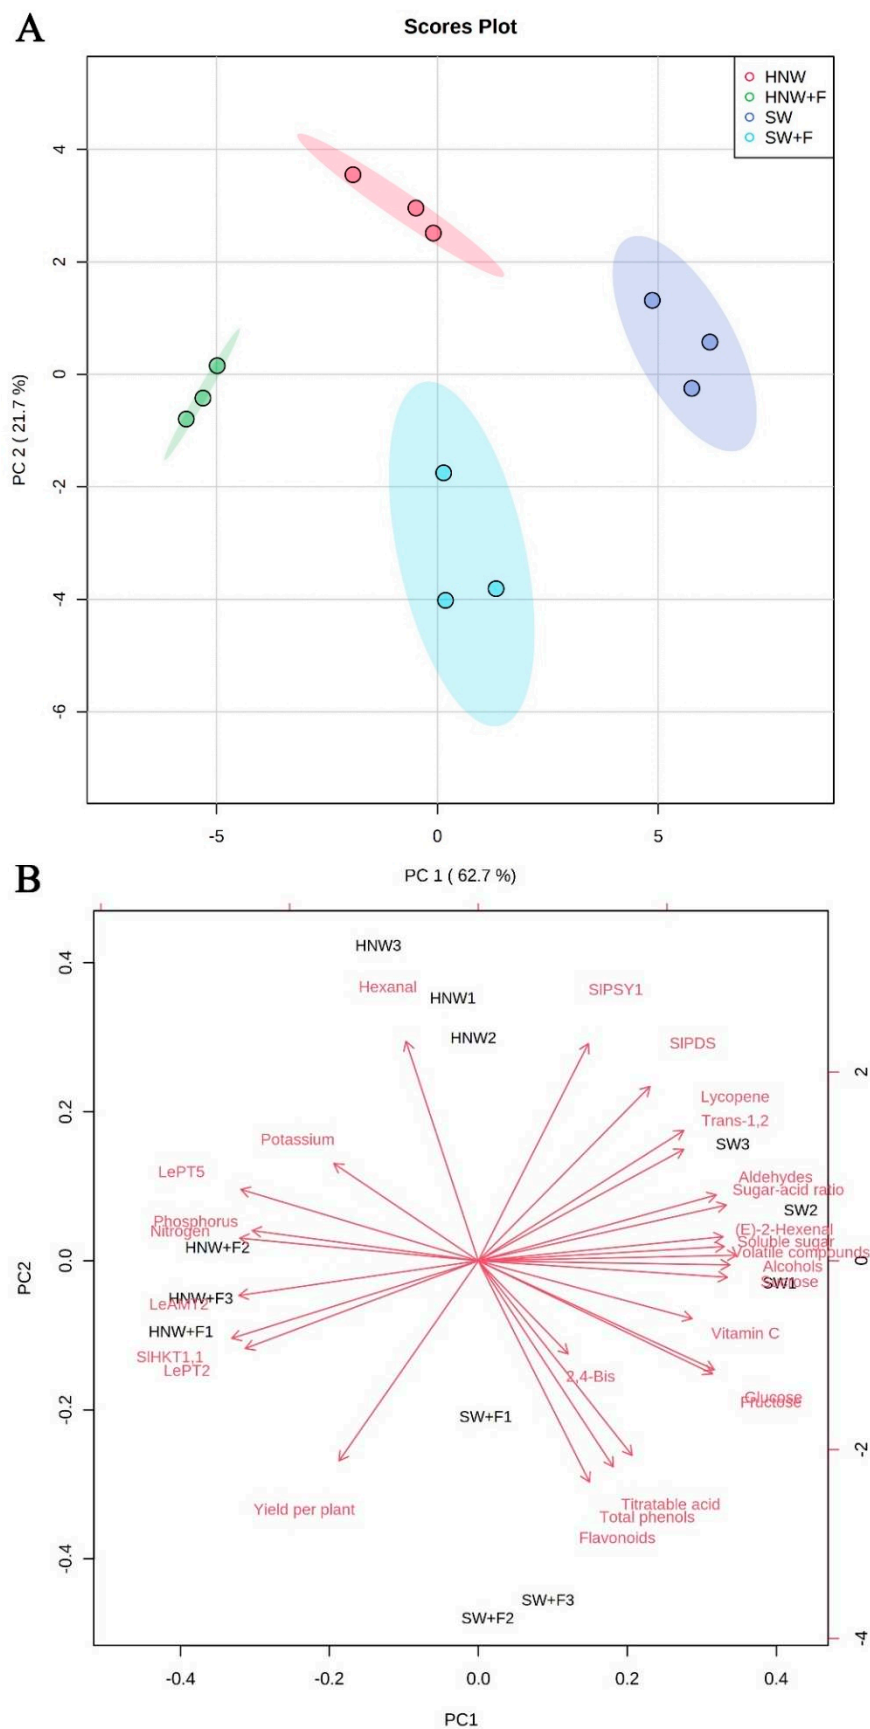 A
Scores Plot
HNW
HNW+F
SW
SW+F
4
2
0
-2
-4
-6
PC 2 ( 21.7 %)
-5
0
5
PC 1 ( 62.7 %)
B
HNW3
Hexanal
HNW1
SlPSY1
HNW2
SlPDS
Lycopene
Trans-1,2
Potassium
SW3
LePT5
Aldehydes
Sugar-acid ratio
SW2
Phosphorus
(E)-2-Hexenal
Nitrogen
Soluble sugar
HNW+F2
Volatile compounds
Alcohols
Sucrose
SW1
HNW+F3
LeAMT2
HNW+F1
Vitamin C
SlHKT1,1
LePT2
2,4-Bis
Glucose
Fructose
SW+F1
Yield per plant
Titratable acid
Total phenols
Flavonoids
SW+F3
SW+F2
0.4
0.2
0.0
-0.2
-0.4
PC2
2
0
-2
-4
-0.4
-0.2
0.0
0.2
0.4
PC1